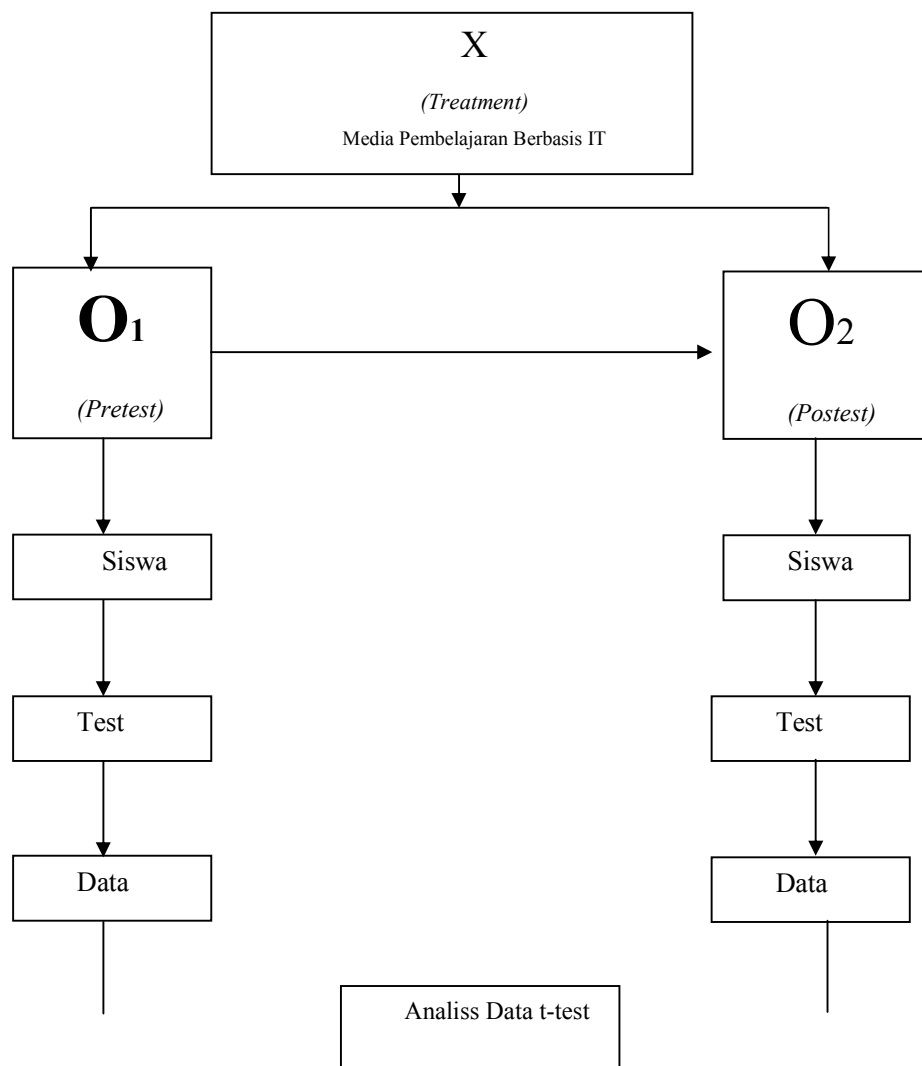 X
(Treatment)
Media Pembelajaran Berbasis IT
O1
O2
(Pretest)
(Postest)
Siswa
Siswa
Test
Test
Data
Data
Analiss Data t-test